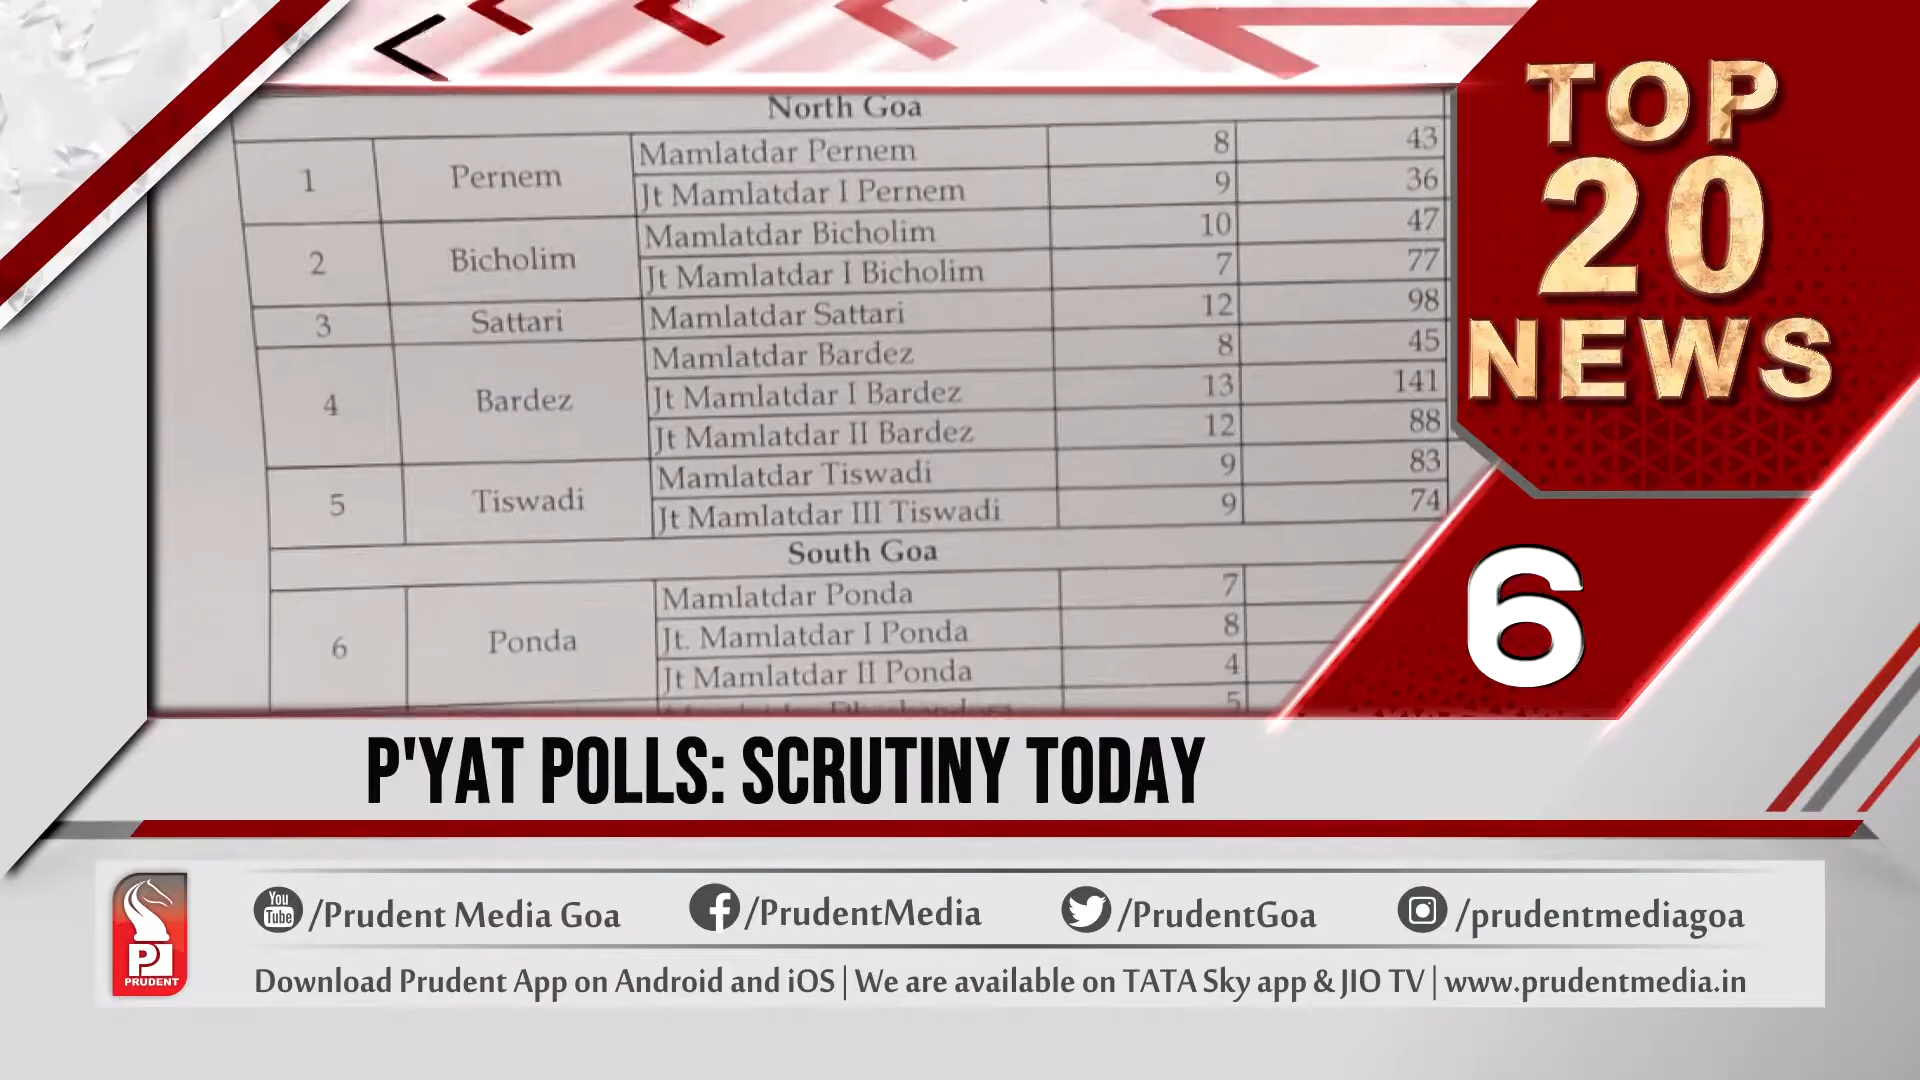 North Goa
1 Pernem Mamlatdar Pernem 8 43
Jt Mamlatdar I Pernem 9 36
2 Bicholim Mamlatdar Bicholim 10 47
Jt Mamlatdar I Bicholim 7 77
3 Sattari Mamlatdar Sattari 12 98
4 Bardez Mamlatdar Bardez 8 45
Jt Mamlatdar I Bardez 13 141
Jt Mamlatdar II Bardez 12 88
5 Tiswadi Mamlatdar Tiswadi 9 83
Jt Mamlatdar III Tiswadi 9 74
South Goa
6 Ponda Mamlatdar Ponda 7
Jt. Mamlatdar I Ponda 8
Jt Mamlatdar II Ponda 4
5
TOP
20
NEWS
6
P'YAT POLLS: SCRUTINY TODAY
You Tube /Prudent Media Goa f /PrudentMedia /PrudentGoa /prudentmediagoa
PRUDENT
Download Prudent App on Android and iOS | We are available on TATA Sky app & JIO TV | www.prudentmedia.in